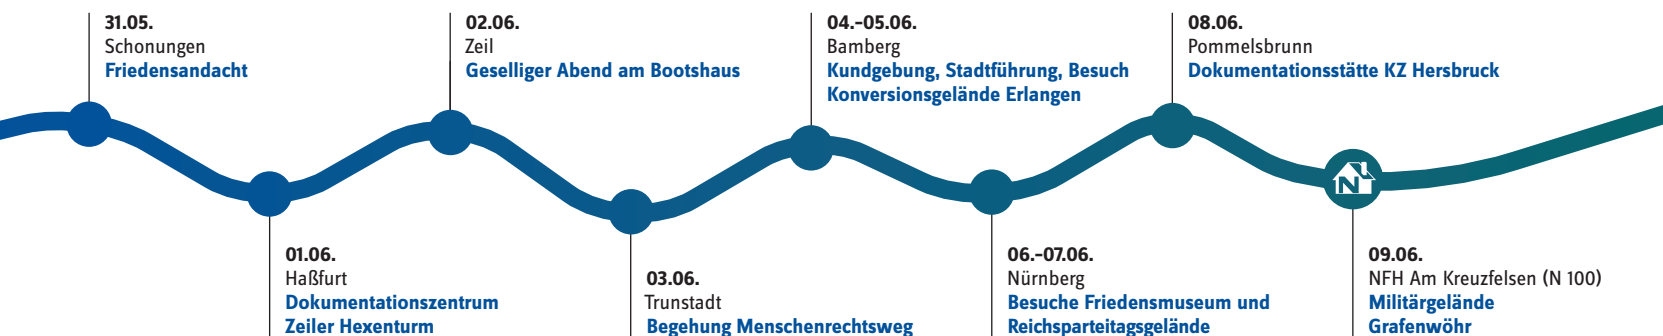 31.05.
Schonungen
Friedensandacht
01.06.
Haßfurt
Dokumentationszentrum
Zeiler Hexenturm
02.06.
Zeil
Geselliger Abend am Bootshaus
03.06.
Trunstadt
Begehung Menschenrechtsweg
04.-05.06.
Bamberg
Kundgebung, Stadtführung, Besuch
Konversionsgelände Erlangen
06.-07.06.
Nürnberg
Besuche Friedensmuseum und
Reichsparteitagsgelände
08.06.
Pommelsbrunn
Dokumentationsstätte KZ Hersbruck
N
09.06.
NFH Am Kreuzfelsen (N 100)
Militärgelände
Grafenwöhr